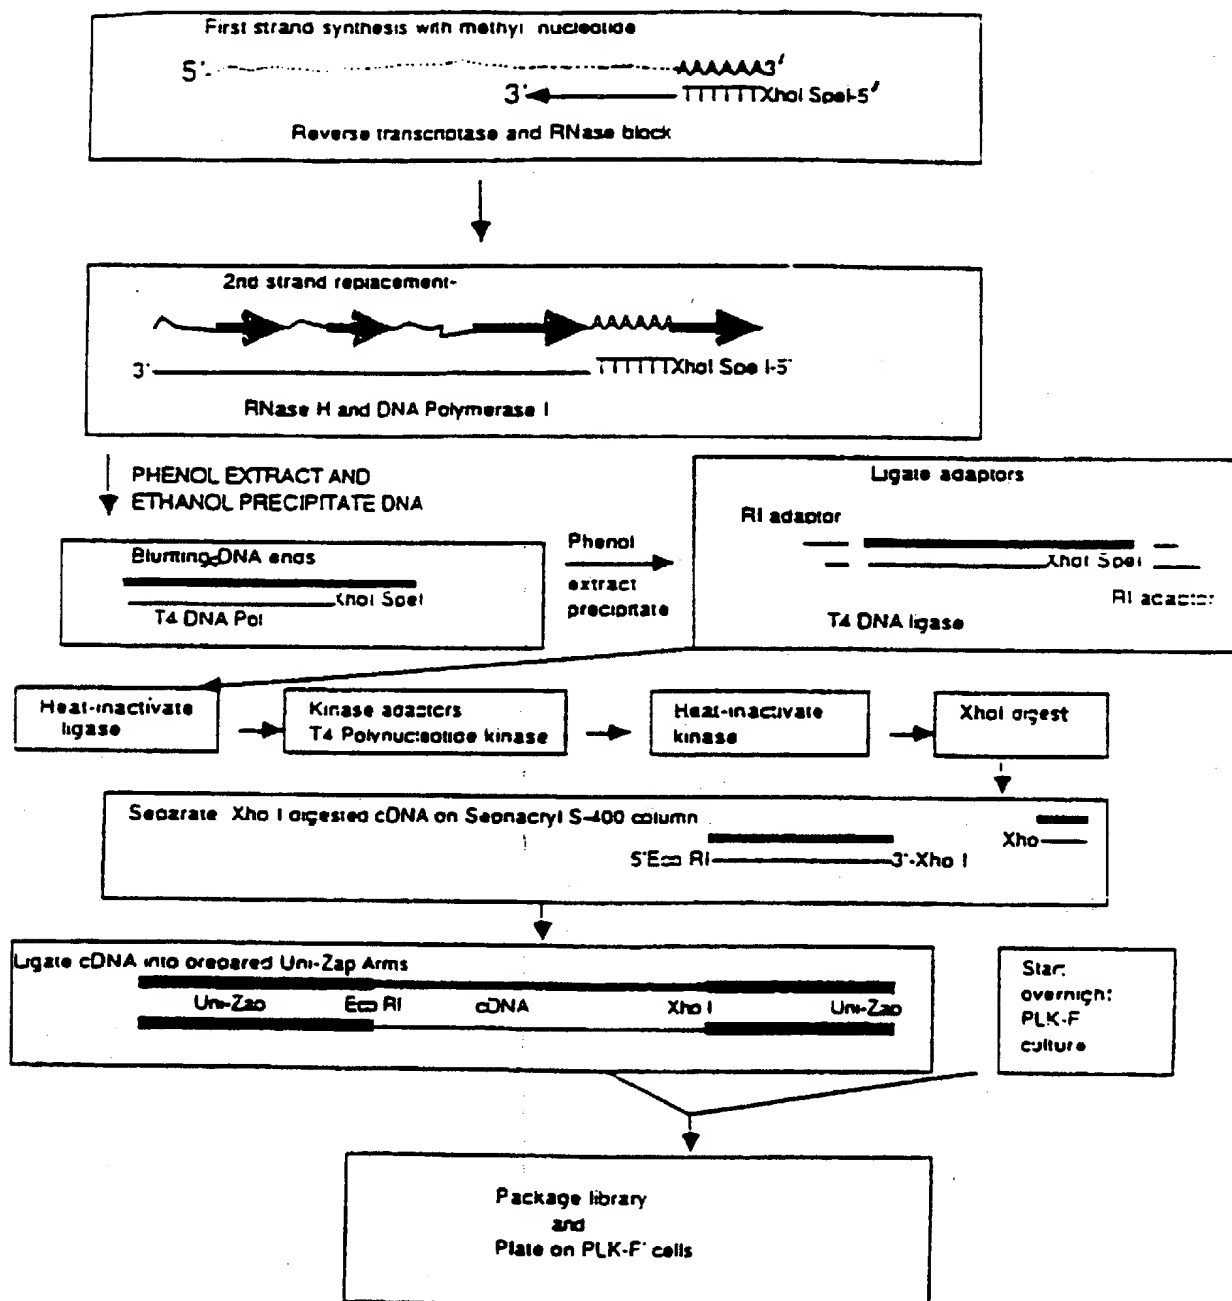 First strand synthesis with methyl nucleotide
5'
AAAAAA3'
3'
TTTTTTXhoI SpeI-5'
Reverse transcriptase and RNase block
2nd strand replacement-
AAAAAA
3'
TTTTTTXhoI Spe I-5'
RNase H and DNA Polymerase I
PHENOL EXTRACT AND
ETHANOL PRECIPITATE DNA
Blunting-cDNA ends
XhoI SpeI
T4 DNA Pol
Phenol
extract
precipitate
Ligate adaptors
RI adaptor
XhoI SpeI
RI adaptor
T4 DNA ligase
Heat-inactivate
ligase
Kinase adaptors
T4 Polynucleotide kinase
Heat-inactivate
kinase
XhoI digest
Separate Xho I digested cDNA on Sephacryl S-400 column
5'Eco RI
3'-Xho I
Xho
Ligate cDNA into prepared Uni-Zap Arms
Uni-Zap
Eco RI
cDNA
Xho I
Uni-Zap
Start
overnight
PLK-F
culture
Package library
and
Plate on PLK-F' cells